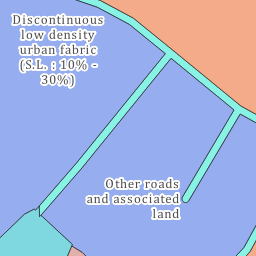 Discontinuous
low density
urban fabric
(S.L. : 10% -
30%)
Other roads
and associated
land